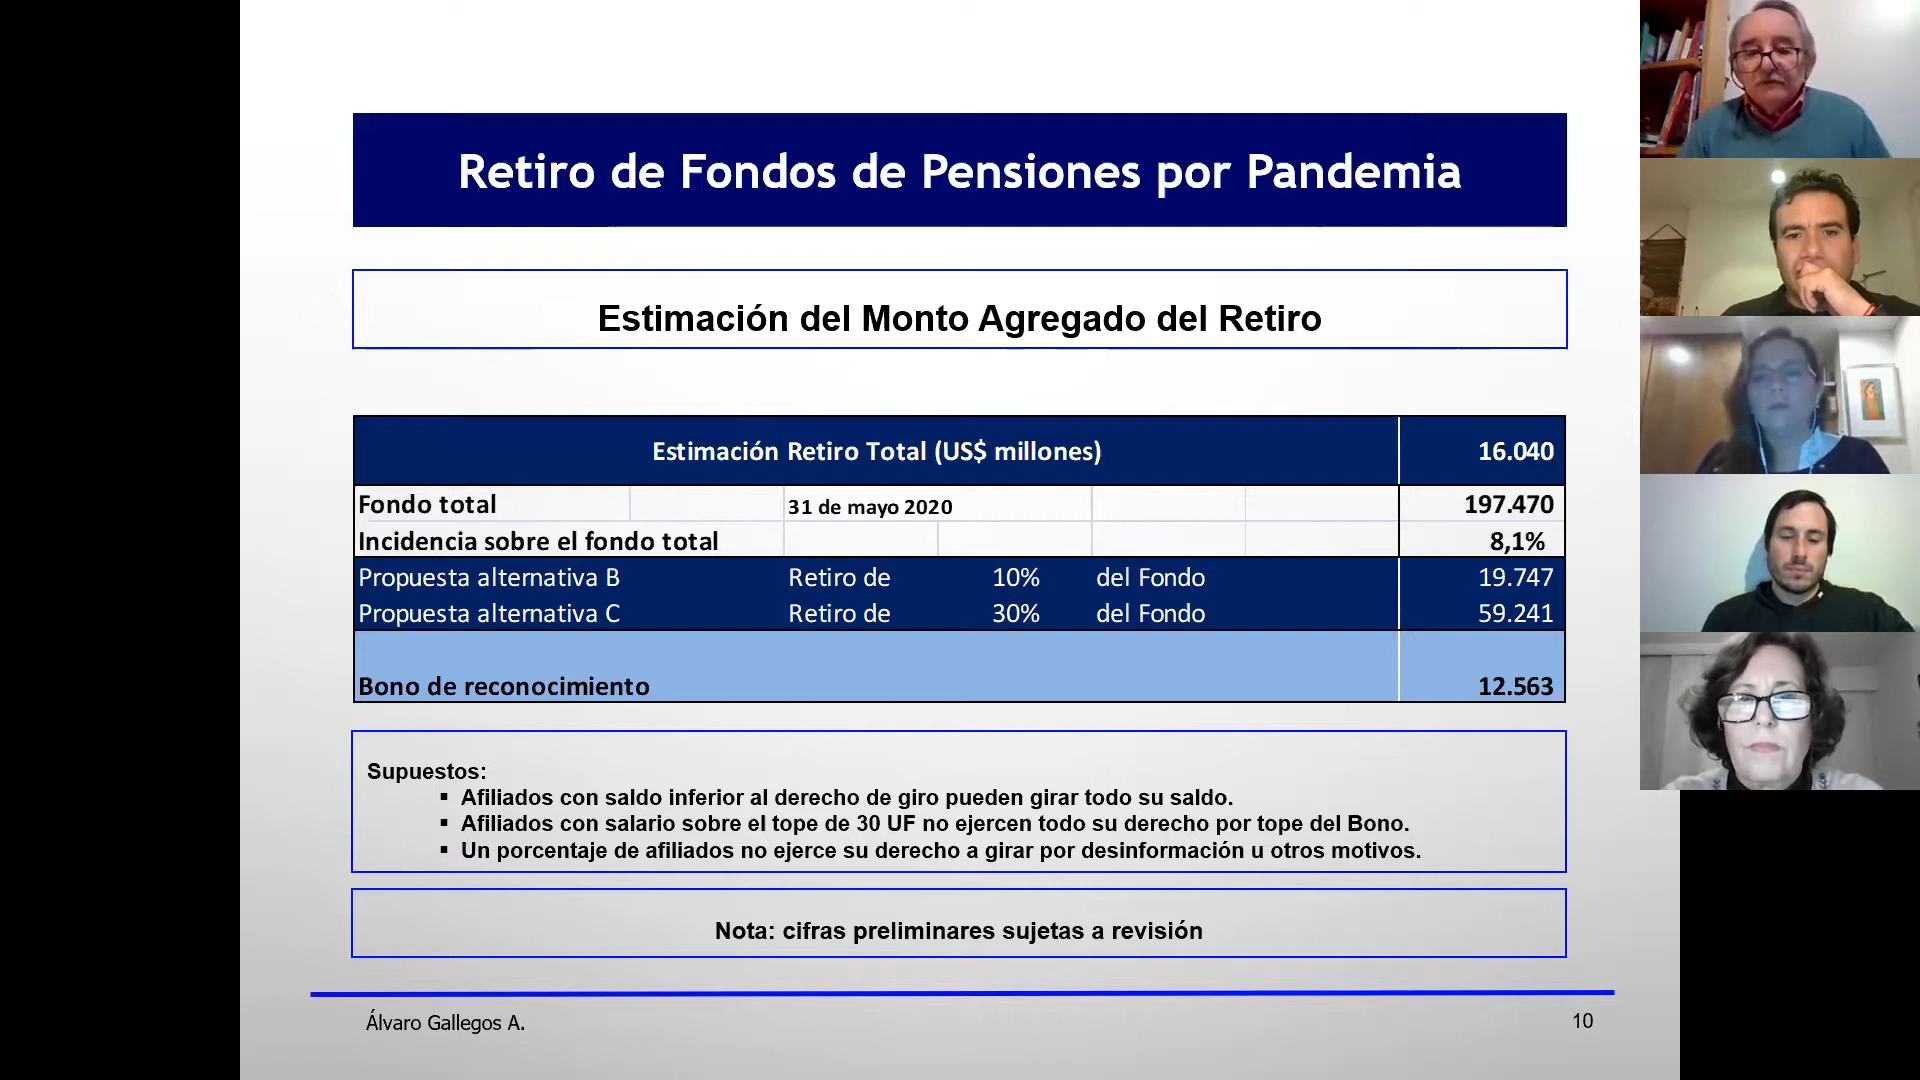 Retiro de Fondos de Pensiones por Pandemia
Estimación del Monto Agregado del Retiro
Estimación Retiro Total (US$ millones) 16.040
Fondo total 31 de mayo 2020 197.470
Incidencia sobre el fondo total 8,1%
Propuesta alternativa B Retiro de 10% del Fondo 19.747
Propuesta alternativa C Retiro de 30% del Fondo 59.241
Bono de reconocimiento 12.563
Supuestos:
▪ Afiliados con saldo inferior al derecho de giro pueden girar todo su saldo.
▪ Afiliados con salario sobre el tope de 30 UF no ejercen todo su derecho por tope del Bono.
▪ Un porcentaje de afiliados no ejerce su derecho a girar por desinformación u otros motivos.
Nota: cifras preliminares sujetas a revisión
Álvaro Gallegos A. 10